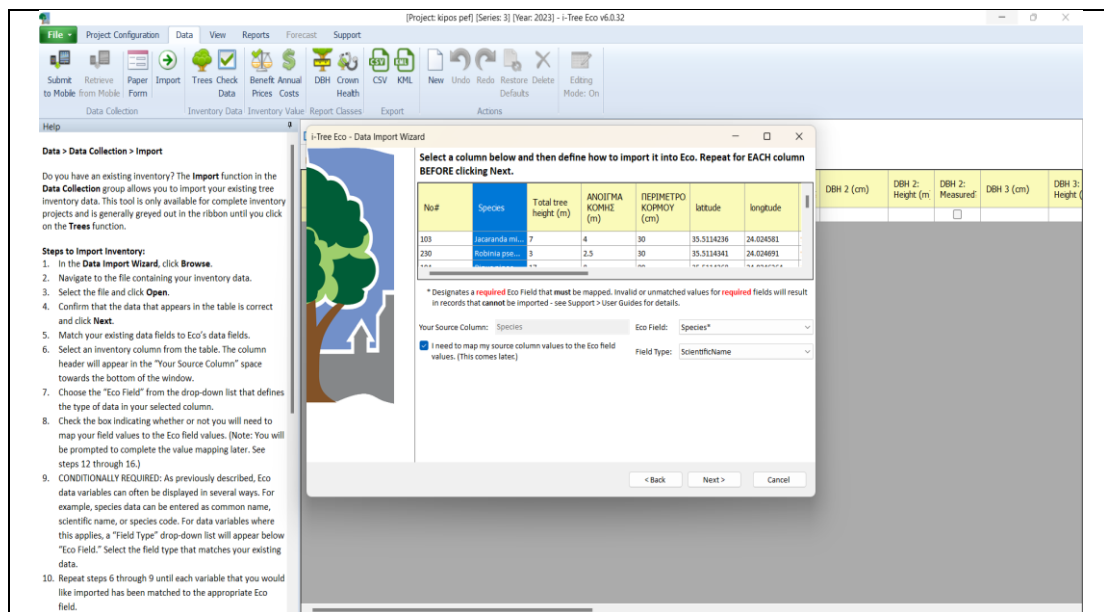 [Project: kipos pef] [Series: 3] [Year: 2023] - i-Tree Eco v6.0.32
File Project Configuration Data View Reports Forecast Support
Submit to Moble
Retrieve from Moble
Paper Form
Import
Trees
Check Data
Benefit Prices
Annual Costs
DBH
Crown Health
CSV
KML
New
Undo
Redo
Restore Defaults
Delete
Editing Mode: On
Data Collection
Inventory Data
Inventory Value
Report Classes
Export
Actions
Help
Data > Data Collection > Import
Do you have an existing inventory? The Import function in the
Data Collection group allows you to import your existing tree
inventory data. This tool is only available for complete inventory
projects and is generally greyed out in the ribbon until you click
on the Trees function.
Steps to Import Inventory:
1. In the Data Import Wizard, click Browse.
2. Navigate to the file containing your inventory data.
3. Select the file and click Open.
4. Confirm that the data that appears in the table is correct
and click Next.
5. Match your existing data fields to Eco's data fields.
6. Select an inventory column from the table. The column
header will appear in the "Your Source Column" space
towards the bottom of the window.
7. Choose the "Eco Field" from the drop-down list that defines
the type of data in your selected column.
8. Check the box indicating whether or not you will need to
map your field values to the Eco field values. (Note: You will
be prompted to complete the value mapping later. See
steps 12 through 16.)
9. CONDITIONALLY REQUIRED: As previously described, Eco
data variables can often be displayed in several ways. For
example, species data can be entered as common name,
scientific name, or species code. For data variables where
this applies, a "Field Type" drop-down list will appear below
"Eco Field." Select the field type that matches your existing
data.
10. Repeat steps 6 through 9 until each variable that you would
like imported has been matched to the appropriate Eco
field.
i-Tree Eco - Data Import Wizard
Select a column below and then define how to import it into Eco. Repeat for EACH column
BEFORE clicking Next.
No# Species Total tree height (m) ΑΝΟΙΓΜΑ ΚΟΜΗΣ (m) ΠΕΡΙΜΕΤΡΟ ΚΟΡΜΟΥ (cm) latitude longitude
103 Jacaranda mi... 7 4 30 35.5114236 24.024581
230 Robinia pse... 3 2.5 30 35.5114341 24.024691
* Designates a required Eco Field that must be mapped. Invalid or unmatched values for required fields will result
in records that cannot be imported - see Support > User Guides for details.
Your Source Column: Species Eco Field: Species*
I need to map my source column values to the Eco field
values. (This comes later.)
Field Type: ScientificName
< Back Next > Cancel
DBH 2 (cm)
DBH 2: Height (m
DBH 2: Measured
DBH 3 (cm)
DBH 3: Height (